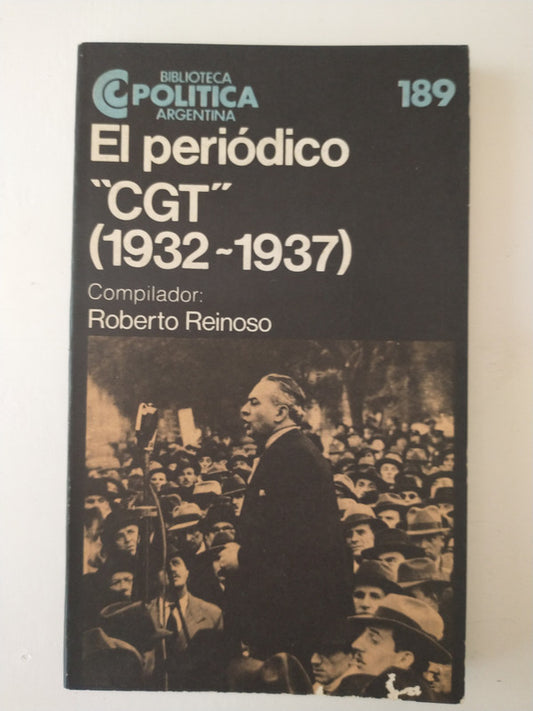 BIBLIOTECA
POLITICA
ARGENTINA
189
El periódico
"CGT"
(1932-1937)
Compilador:
Roberto Reinoso